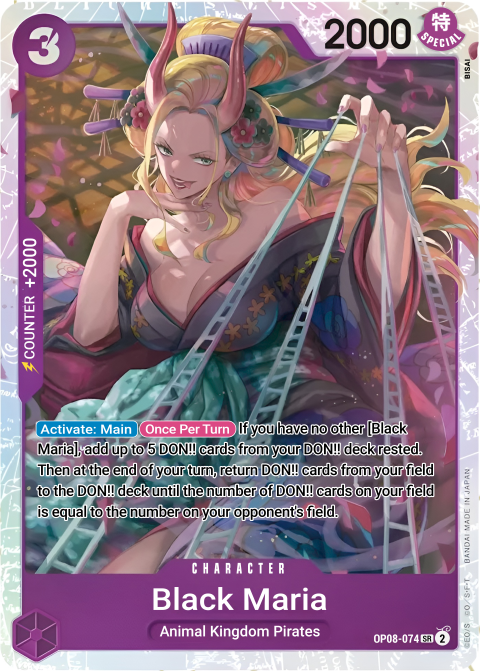 3
2000
特
SPECIAL
BISAI
COUNTER +2000
Activate: Main Once Per Turn If you have no other [Black
Maria], add up to 5 DON!! cards from your DON!! deck rested.
Then at the end of your turn, return DON!! cards from your field
to the DON!! deck until the number of DON!! cards on your field
is equal to the number on your opponent's field.
©E/S ©O/S・F・T BANDAI MADE IN JAPAN
CHARACTER
Black Maria
Animal Kingdom Pirates
OP08-074 SR 2